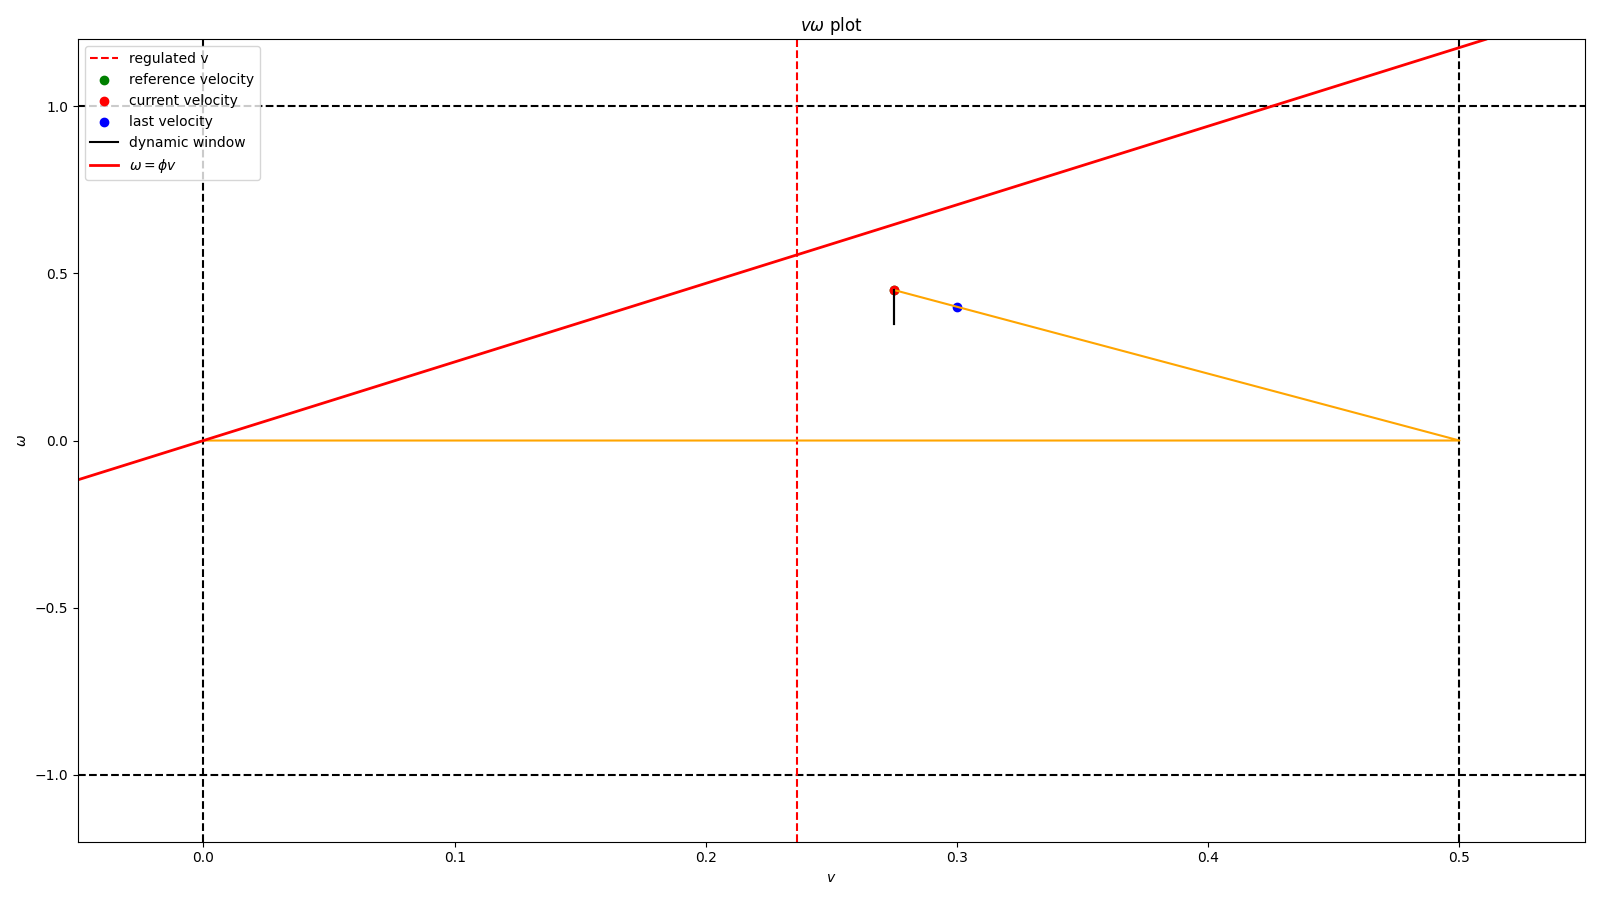 vω plot
regulated v
reference velocity
current velocity
last velocity
dynamic window
ω = ϕv
1.0
0.5
0.0
−0.5
−1.0
ω
0.0 0.1 0.2 0.3 0.4 0.5
v